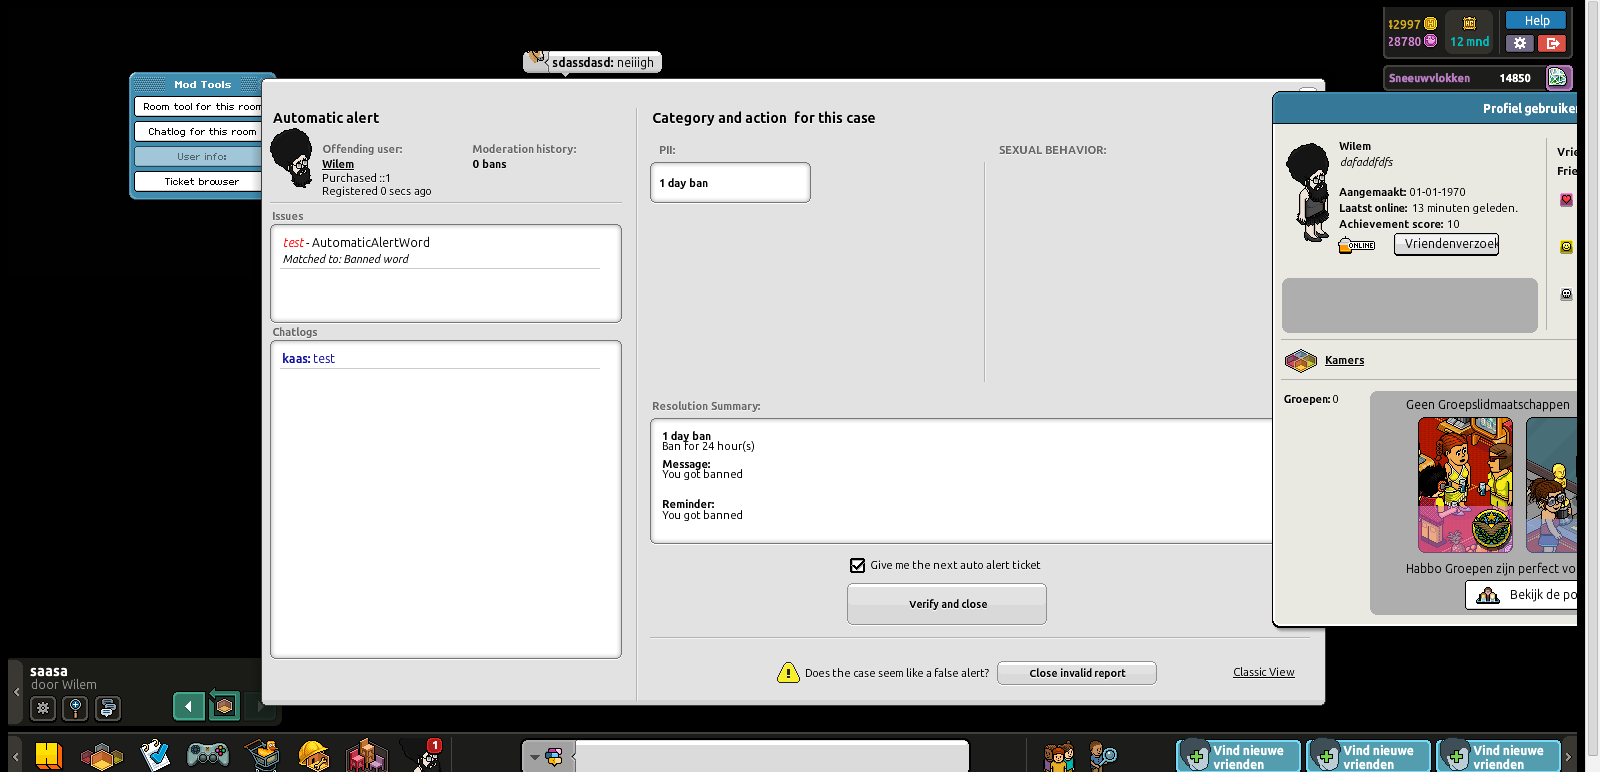 sdassdasd: neiiigh
42997
28780
12 mnd
Help
Sneeuwvlokken 14850
Mod Tools
Room tool for this room
Chatlog for this room
User info:
Ticket browser
Automatic alert
Offending user:
Wilem
Purchased ::1
Registered 0 secs ago
Moderation history:
0 bans
Issues
test - AutomaticAlertWord
Matched to: Banned word
Chatlogs
kaas: test
Category and action for this case
PII:
1 day ban
SEXUAL BEHAVIOR:
Resolution Summary:
1 day ban
Ban for 24 hour(s)
Message:
You got banned
Reminder:
You got banned
Give me the next auto alert ticket
Verify and close
Does the case seem like a false alert?
Close invalid report
Classic View
Profiel gebruiker
Wilem
dafaddfdfs
Aangemaakt: 01-01-1970
Laatst online: 13 minuten geleden.
Achievement score: 10
ONLINE
Vriendenverzoek
Vrie
Frie
Kamers
Groepen: 0
Geen Groepslidmaatschappen
Habbo Groepen zijn perfect vo
Bekijk de po
saasa
door Wilem
1
Vind nieuwe
vrienden
Vind nieuwe
vrienden
Vind nieuwe
vrienden